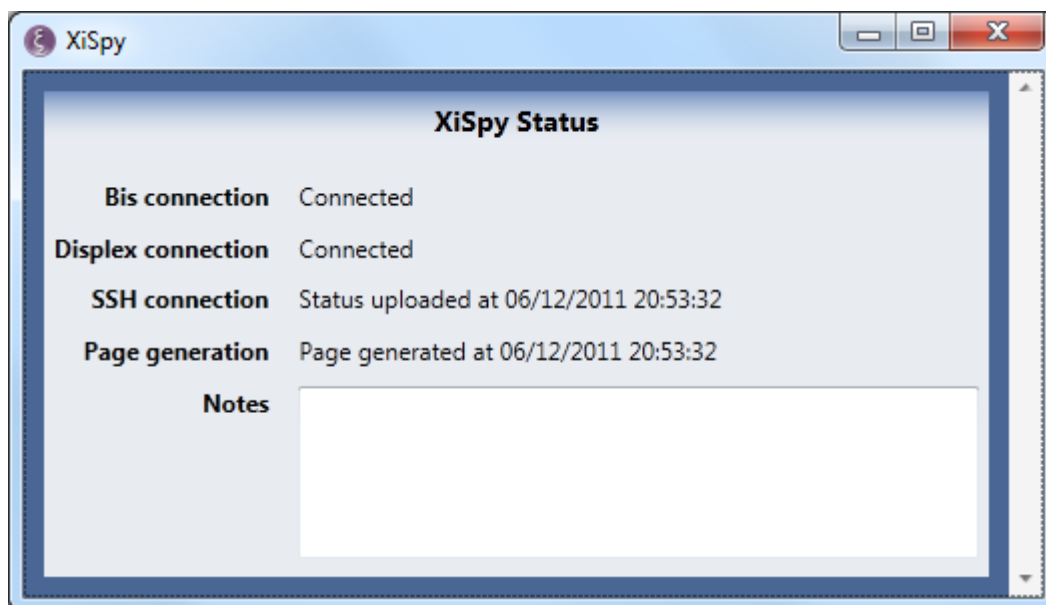 XiSpy
XiSpy Status
Bis connection Connected
Displex connection Connected
SSH connection Status uploaded at 06/12/2011 20:53:32
Page generation Page generated at 06/12/2011 20:53:32
Notes